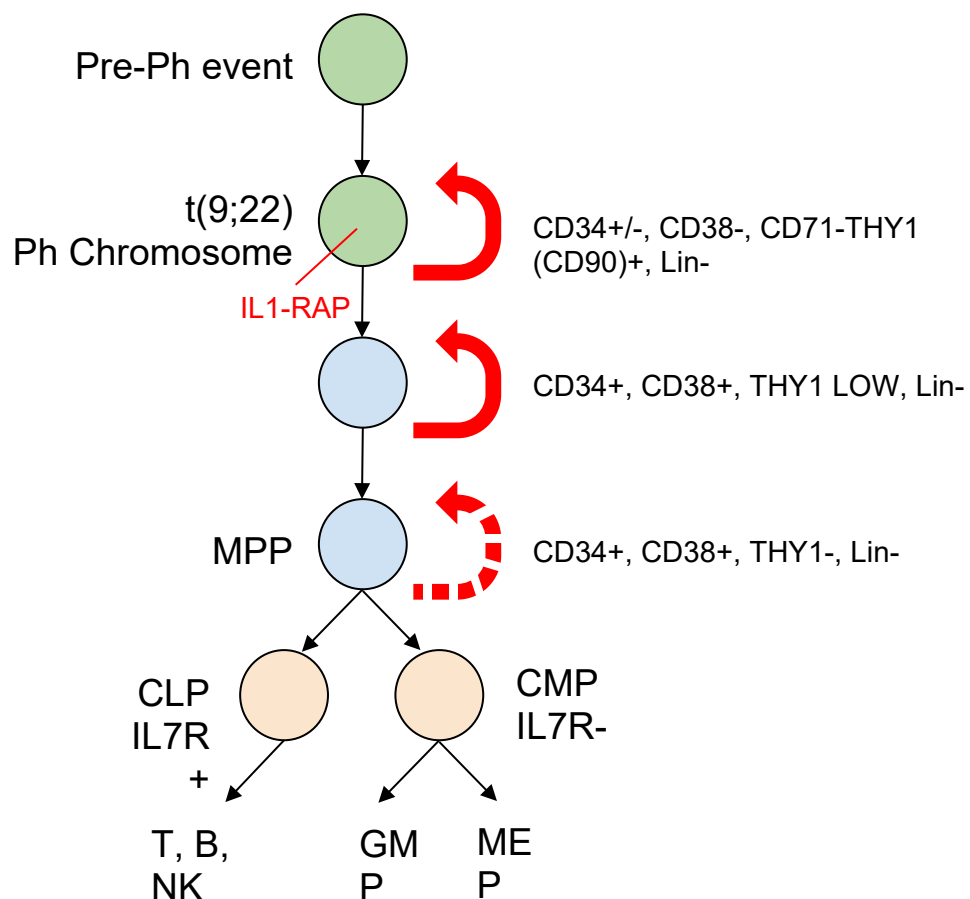 Pre-Ph event
t(9;22)
Ph Chromosome
IL1-RAP
CD34+/-, CD38-, CD71-THY1
(CD90)+, Lin-
CD34+, CD38+, THY1 LOW, Lin-
MPP
CD34+, CD38+, THY1-, Lin-
CLP
IL7R
+
CMP
IL7R-
T, B,
NK
GM
P
ME
P